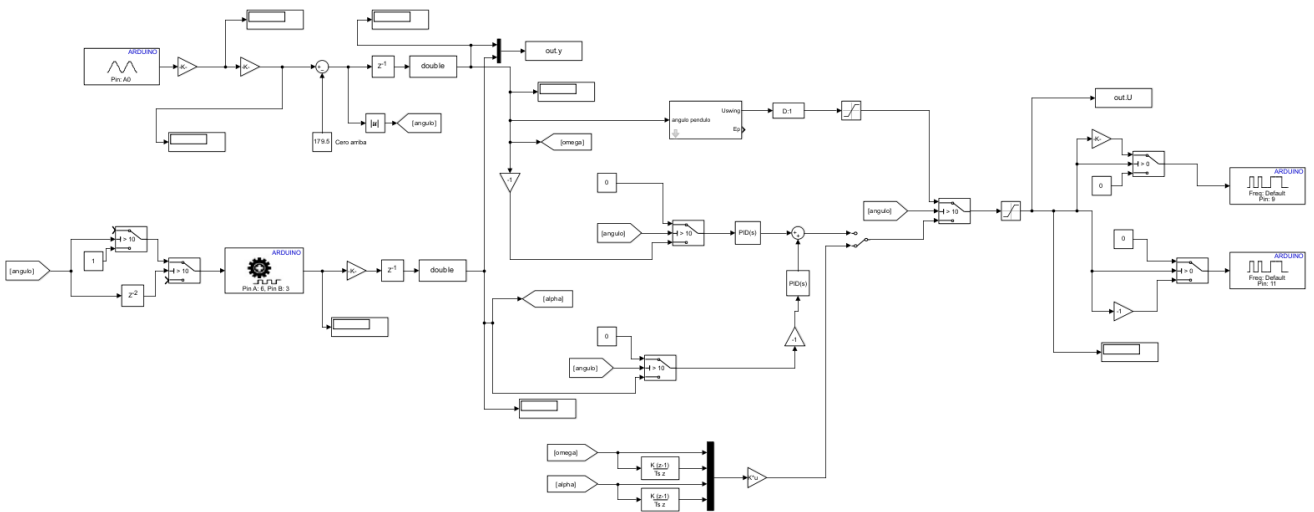 ARDUINO
Pin: A0
-K-
-K-
179.5
Cero arriba
|u|
[angulo]
z-1
double
out.y
[omega]
-1
angulo pendulo
Uswing
Ep
D:1
0
[angulo]
> 10
PID(s)
[angulo]
> 10
out.U
-K-
> 0
0
ARDUINO
Freq: Default
Pin: 9
0
> 0
-1
ARDUINO
Freq: Default
Pin: 11
[angulo]
> 10
1
> 10
z-2
ARDUINO
Pin A: 6, Pin B: 3
-K-
z-1
double
[alpha]
PID(s)
-1
0
[angulo]
> 10
[omega]
K (z-1)
Ts z
[alpha]
K (z-1)
Ts z
K*u